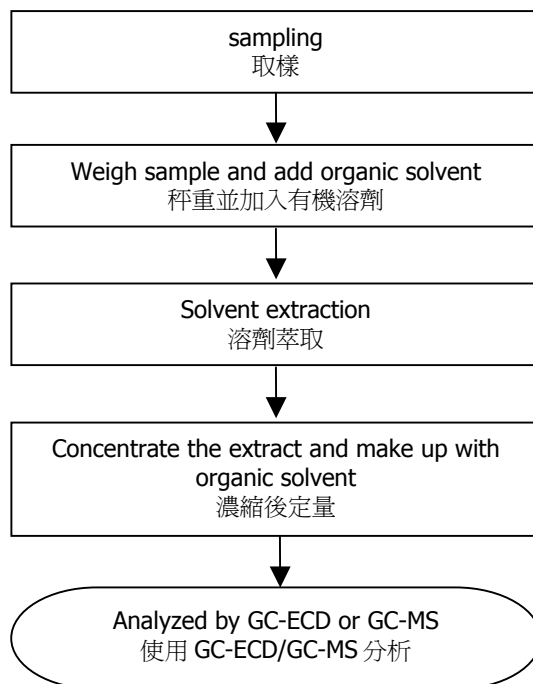 sampling
取樣
Weigh sample and add organic solvent
秤重並加入有機溶劑
Solvent extraction
溶劑萃取
Concentrate the extract and make up with
organic solvent
濃縮後定量
Analyzed by GC-ECD or GC-MS
使用 GC-ECD/GC-MS 分析